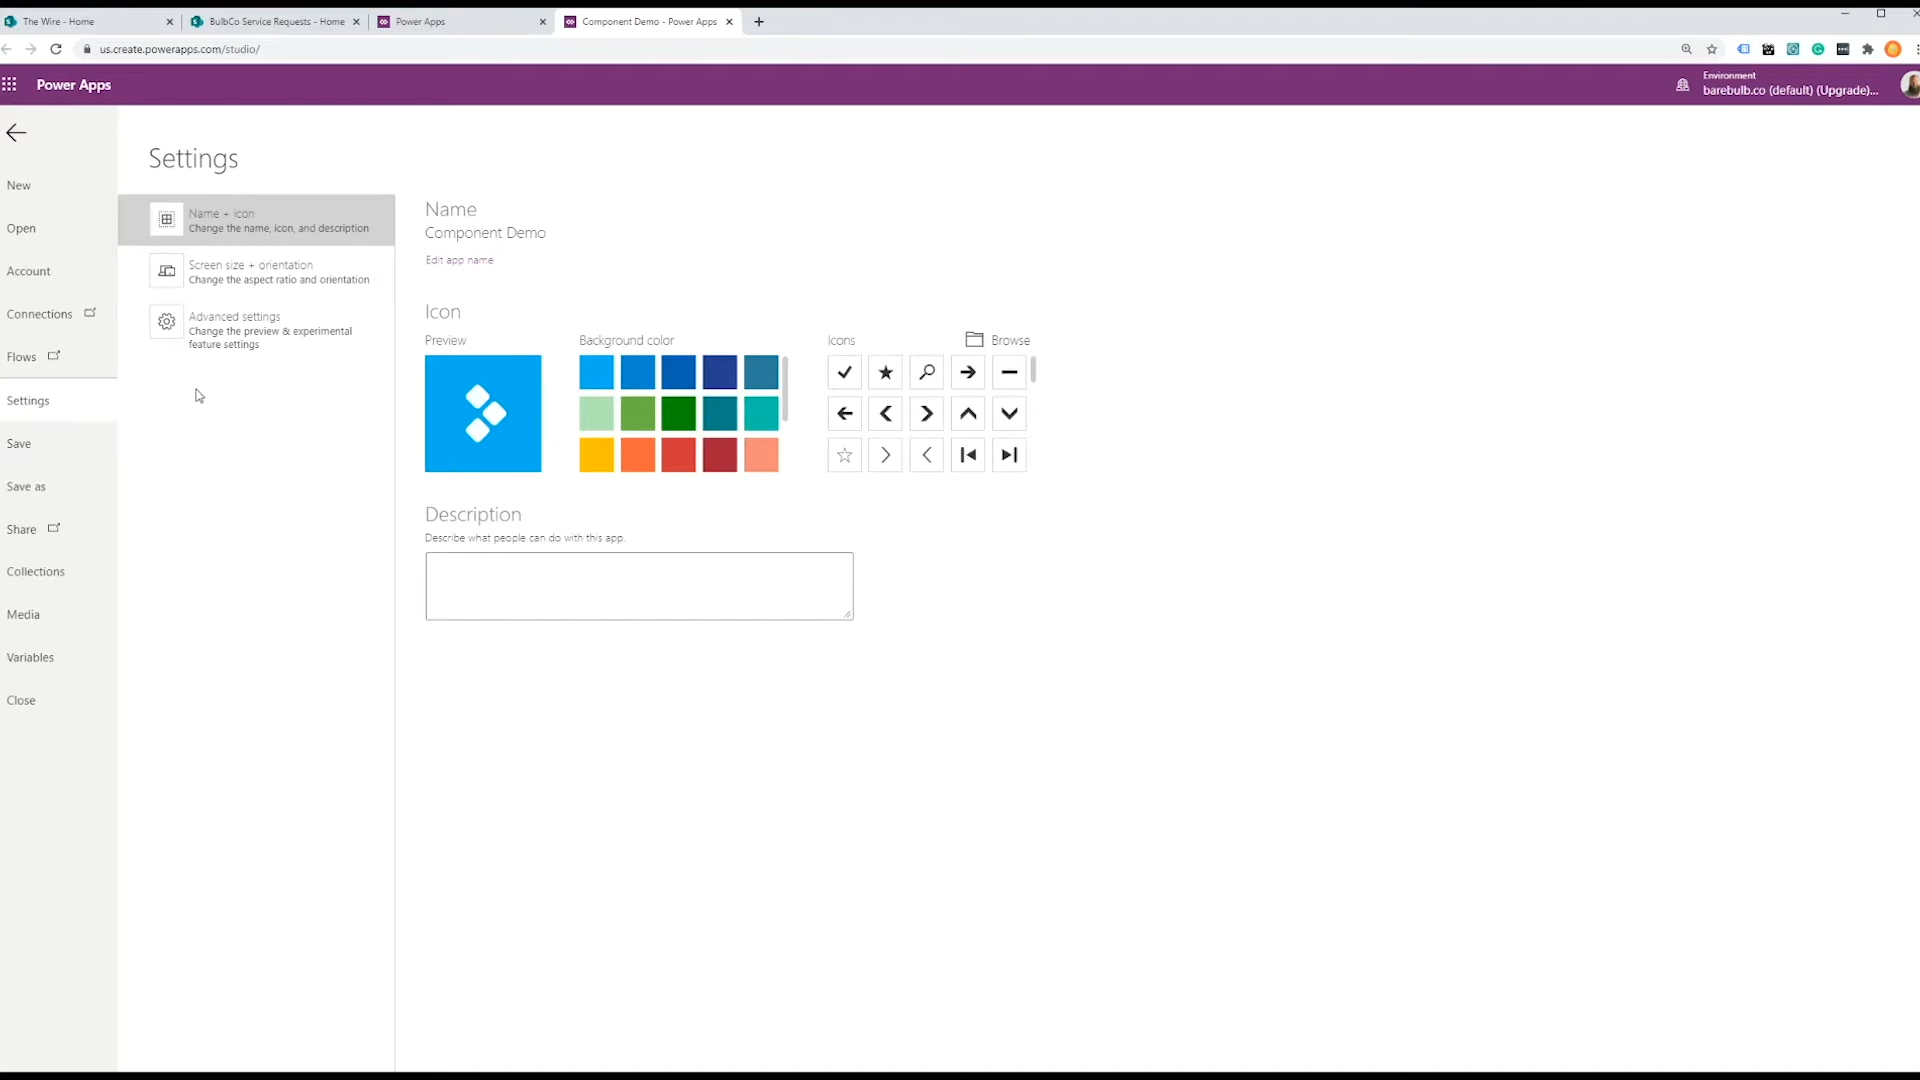 The Wire - Home
BulbCo Service Requests - Home
Power Apps
Component Demo - Power Apps
us.create.powerapps.com/studio/
Power Apps
Environment
barebulb.co (default) (Upgrade)...
New
Open
Account
Connections
Flows
Settings
Save
Save as
Share
Collections
Media
Variables
Close
Settings
Name + icon
Change the name, icon, and description
Screen size + orientation
Change the aspect ratio and orientation
Advanced settings
Change the preview & experimental
feature settings
Name
Component Demo
Edit app name
Icon
Preview
Background color
Icons
Browse
Description
Describe what people can do with this app.